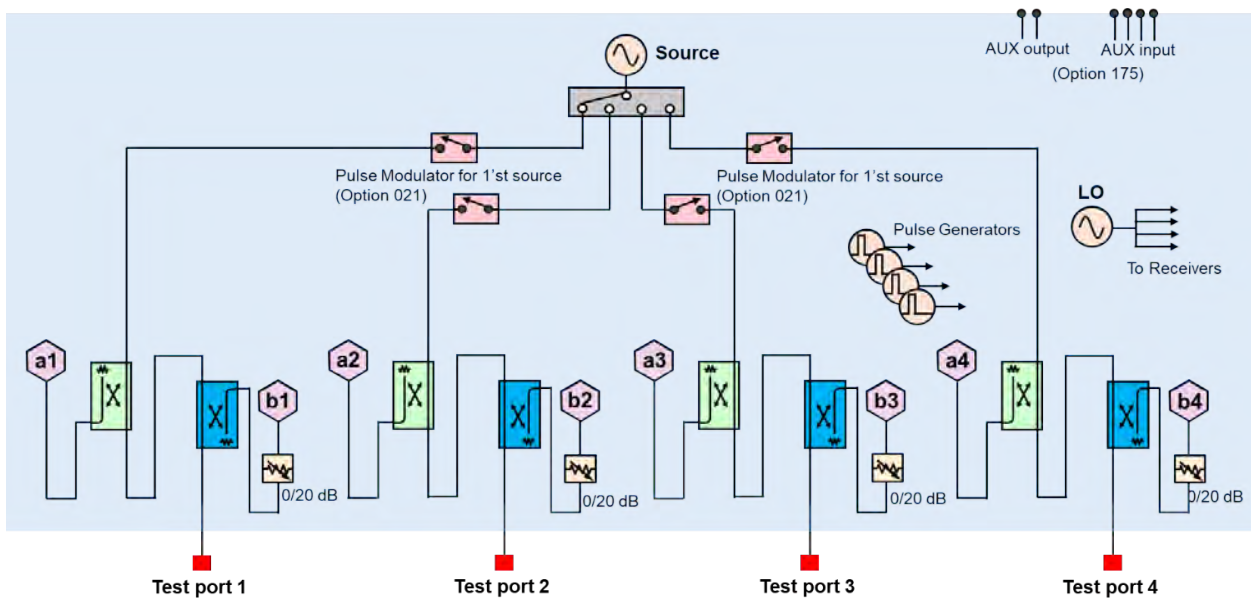 AUX output
AUX input
(Option 175)
Source
Pulse Modulator for 1'st source
(Option 021)
Pulse Modulator for 1'st source
(Option 021)
LO
Pulse Generators
To Receivers
a1
a2
a3
a4
b1
b2
b3
b4
0/20 dB
0/20 dB
0/20 dB
0/20 dB
Test port 1
Test port 2
Test port 3
Test port 4